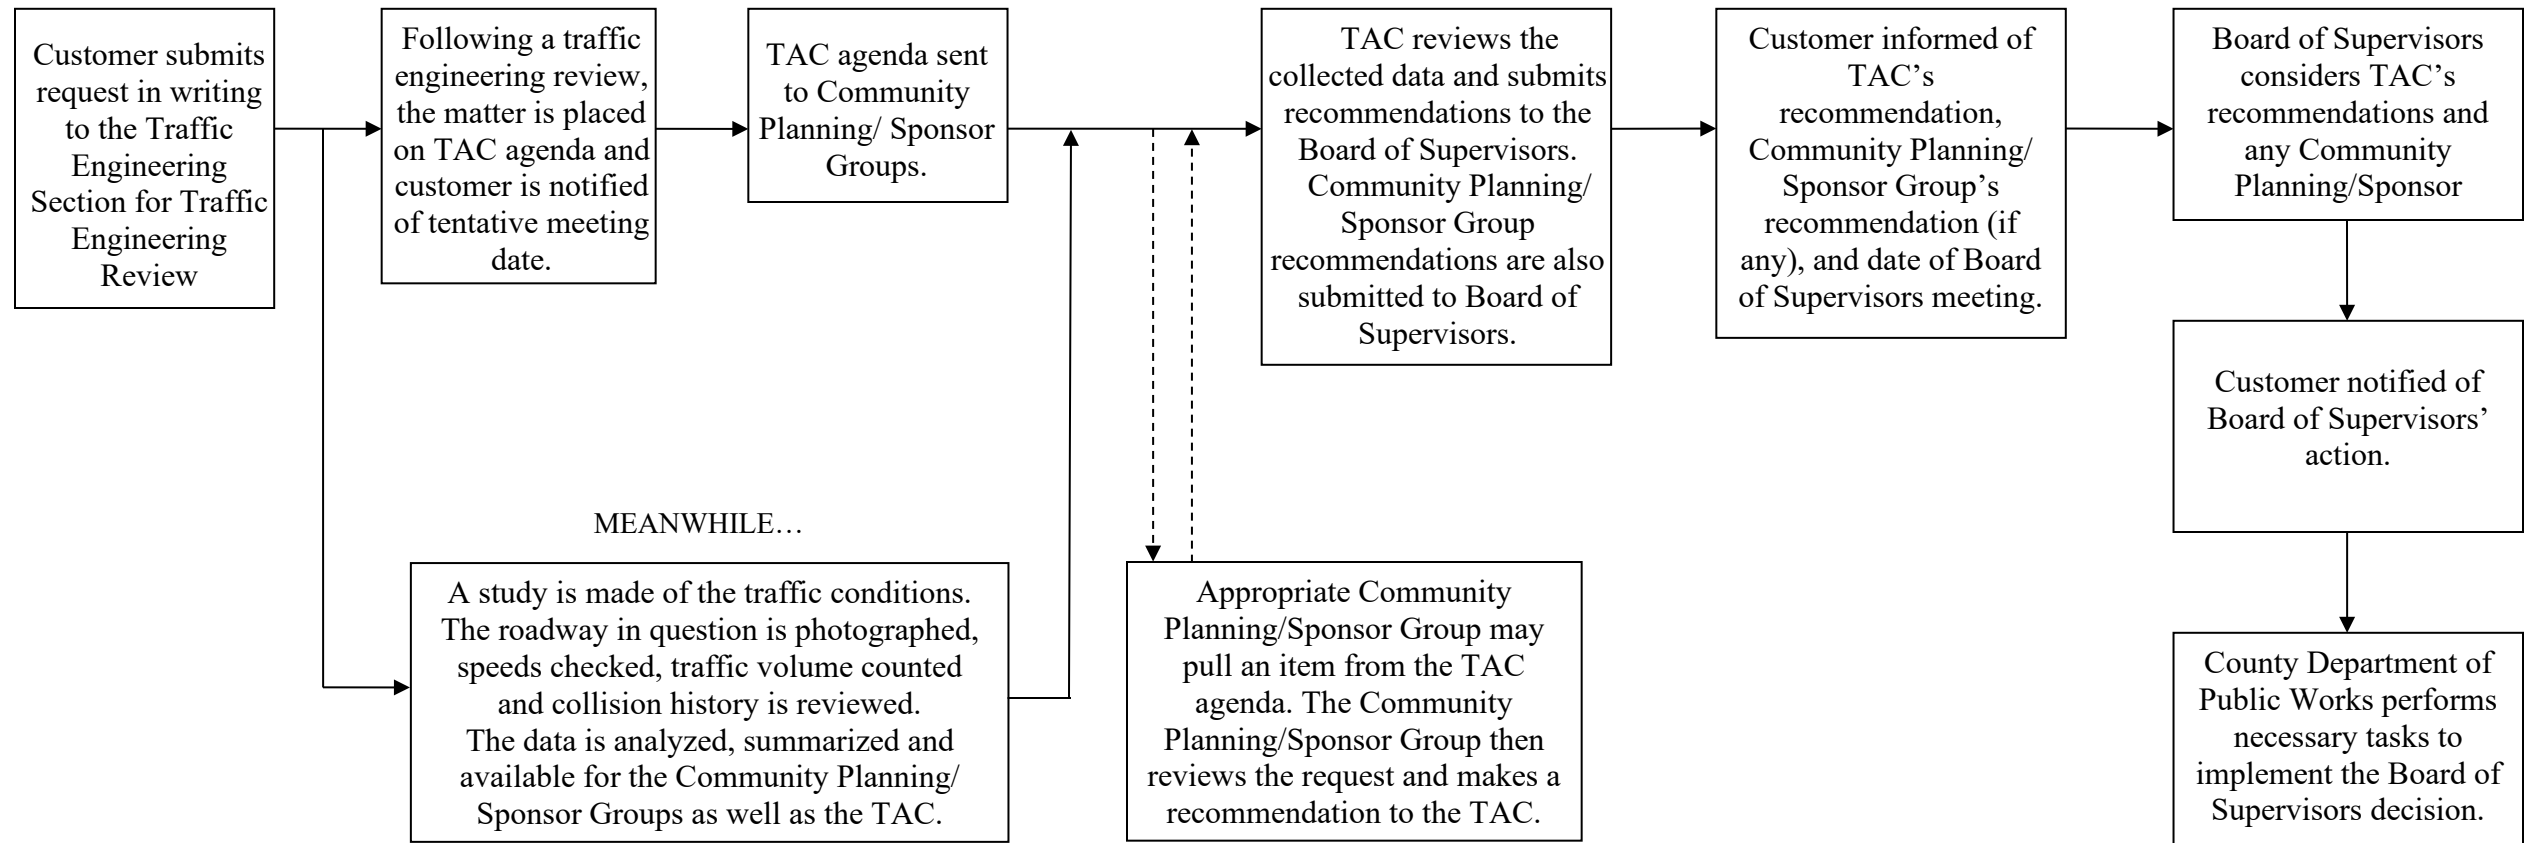 Customer submits
request in writing
to the Traffic
Engineering
Section for Traffic
Engineering
Review
Following a traffic
engineering review,
the matter is placed
on TAC agenda and
customer is notified
of tentative meeting
date.
TAC agenda sent
to Community
Planning/ Sponsor
Groups.
TAC reviews the
collected data and submits
recommendations to the
Board of Supervisors.
Community Planning/
Sponsor Group
recommendations are also
submitted to Board of
Supervisors.
Customer informed of
TAC’s
recommendation,
Community Planning/
Sponsor Group’s
recommendation (if
any), and date of Board
of Supervisors meeting.
Board of Supervisors
considers TAC’s
recommendations and
any Community
Planning/Sponsor
Customer notified of
Board of Supervisors’
action.
MEANWHILE…
A study is made of the traffic conditions.
The roadway in question is photographed,
speeds checked, traffic volume counted
and collision history is reviewed.
The data is analyzed, summarized and
available for the Community Planning/
Sponsor Groups as well as the TAC.
Appropriate Community
Planning/Sponsor Group may
pull an item from the TAC
agenda. The Community
Planning/Sponsor Group then
reviews the request and makes a
recommendation to the TAC.
County Department of
Public Works performs
necessary tasks to
implement the Board of
Supervisors decision.